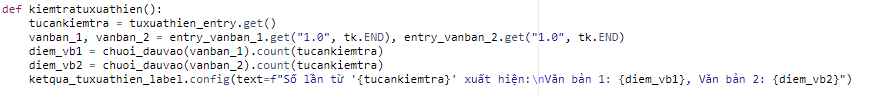 def kiemtratuxuathien():
    tucankiemtra = tuxuathien_entry.get()
    vanban_1, vanban_2 = entry_vanban_1.get("1.0", tk.END), entry_vanban_2.get("1.0", tk.END)
    diem_vb1 = chuoi_dauvao(vanban_1).count(tucankiemtra)
    diem_vb2 = chuoi_dauvao(vanban_2).count(tucankiemtra)
    ketqua_tuxuathien_label.config(text=f"Số lần từ '{tucankiemtra}' xuất hiện:\nVăn bản 1: {diem_vb1}, Văn bản 2: {diem_vb2}")